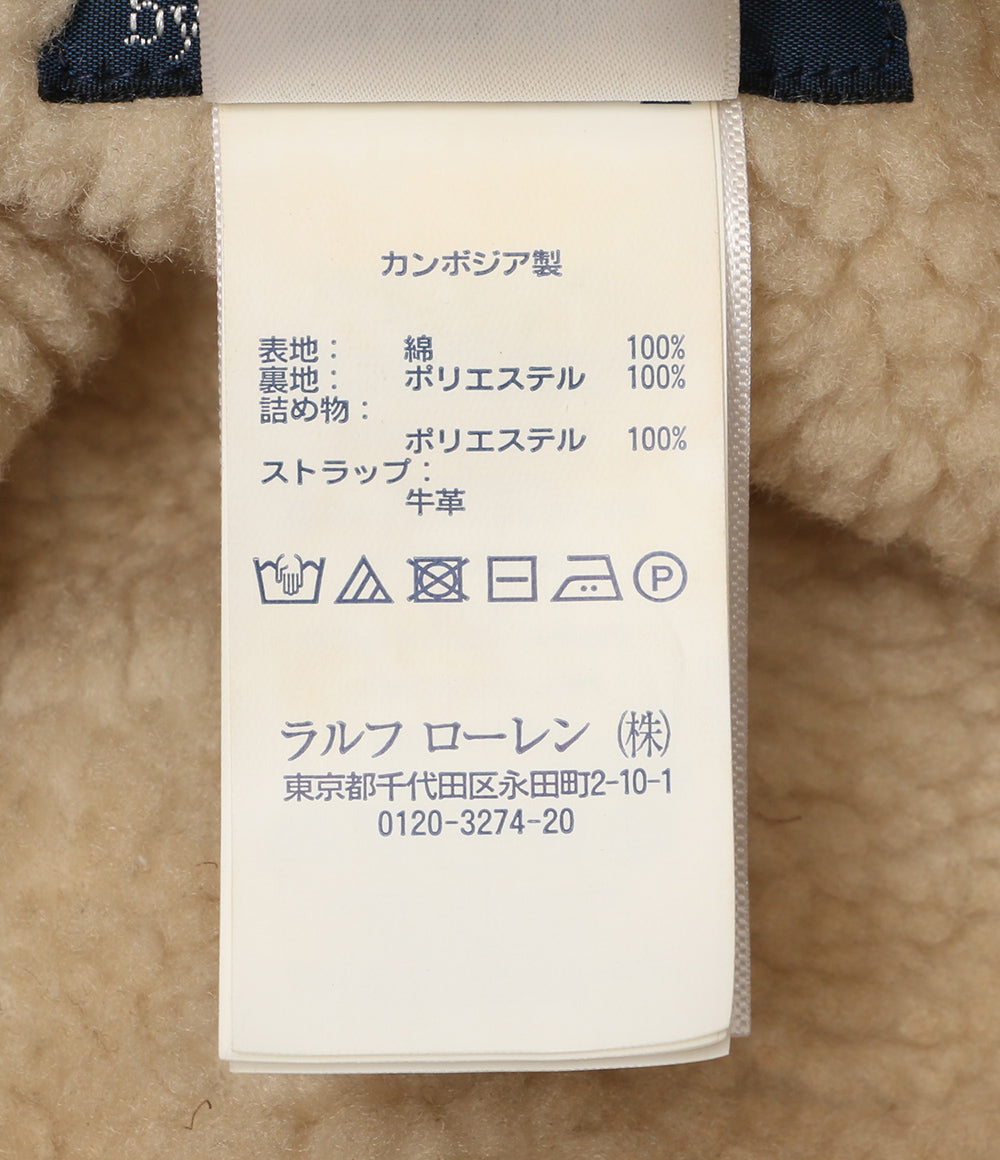 by
カンボジア製
表地： 綿 100%
裏地： ポリエステル 100%
詰め物：
ポリエステル 100%
ストラップ：
牛革
P
ラルフ ローレン （株）
東京都千代田区永田町2-10-1
0120-3274-20